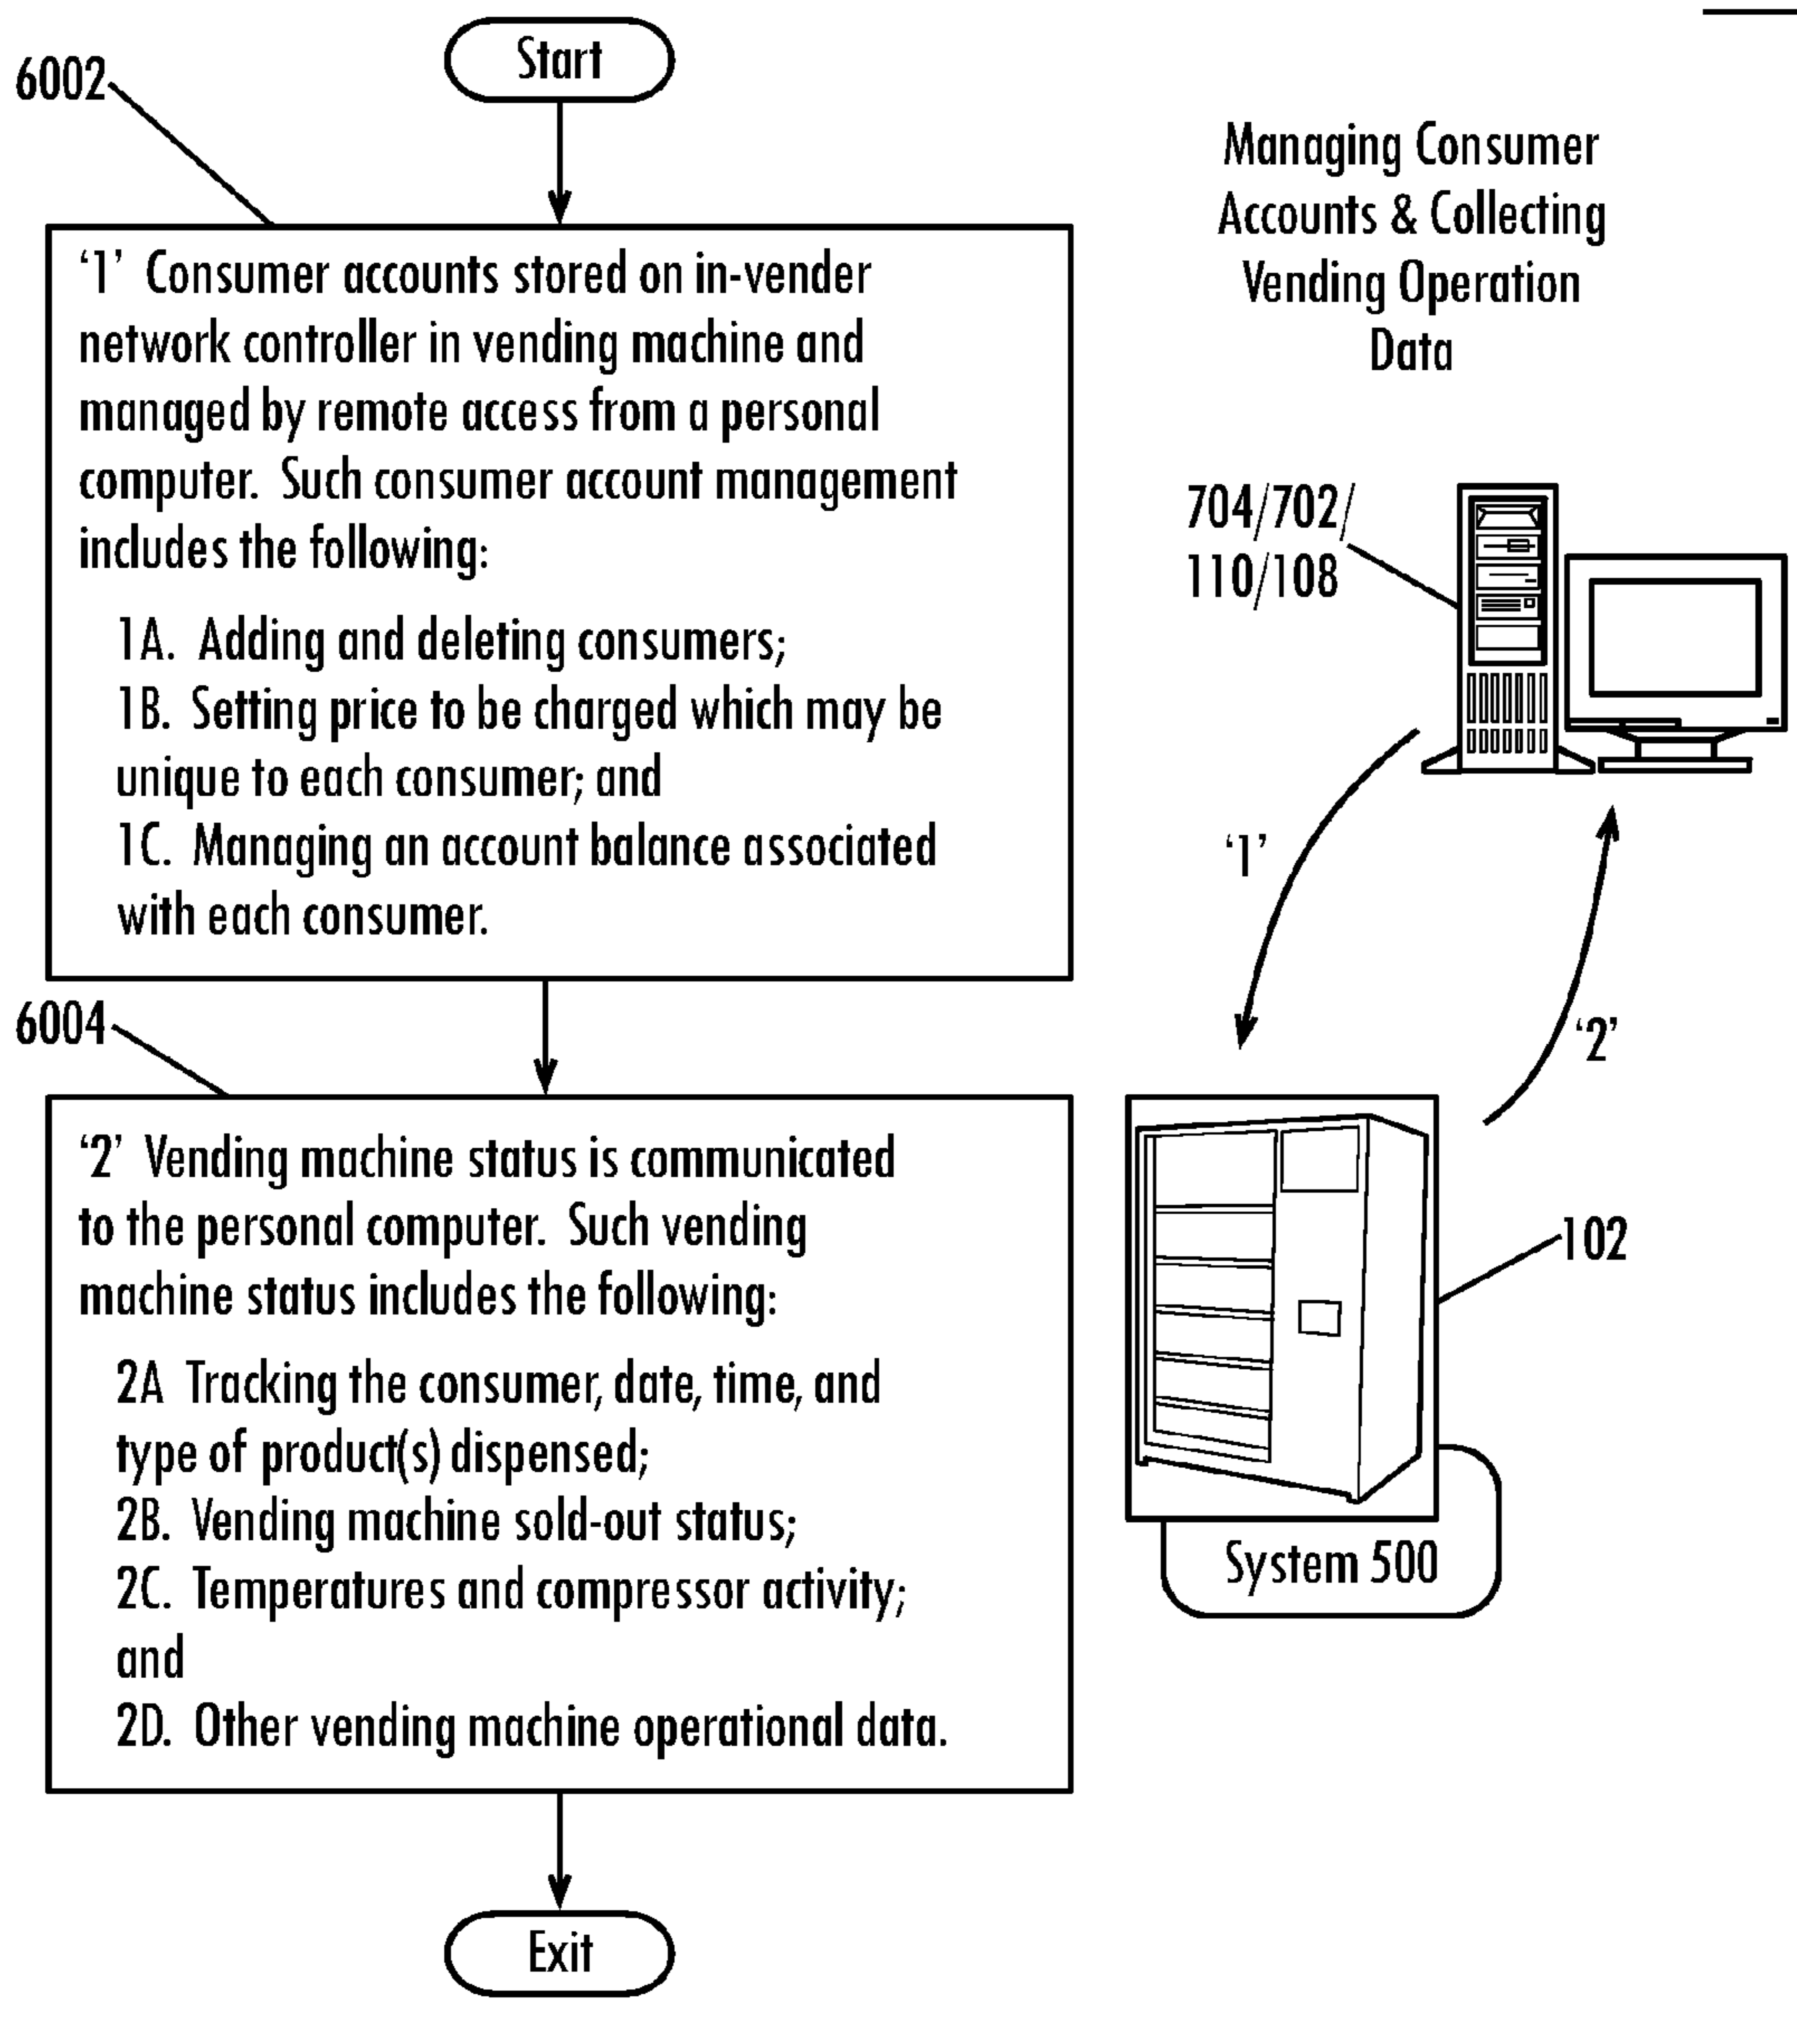 Start
6002
‘1’ Consumer accounts stored on in-vender
network controller in vending machine and
managed by remote access from a personal
computer. Such consumer account management
includes the following:
1A. Adding and deleting consumers;
1B. Setting price to be charged which may be
unique to each consumer; and
1C. Managing an account balance associated
with each consumer.
6004
‘2’ Vending machine status is communicated
to the personal computer. Such vending
machine status includes the following:
2A Tracking the consumer, date, time, and
type of product(s) dispensed;
2B. Vending machine sold-out status;
2C. Temperatures and compressor activity;
and
2D. Other vending machine operational data.
Exit
Managing Consumer
Accounts & Collecting
Vending Operation
Data
704/702/
110/108
‘1’
‘2’
102
System 500